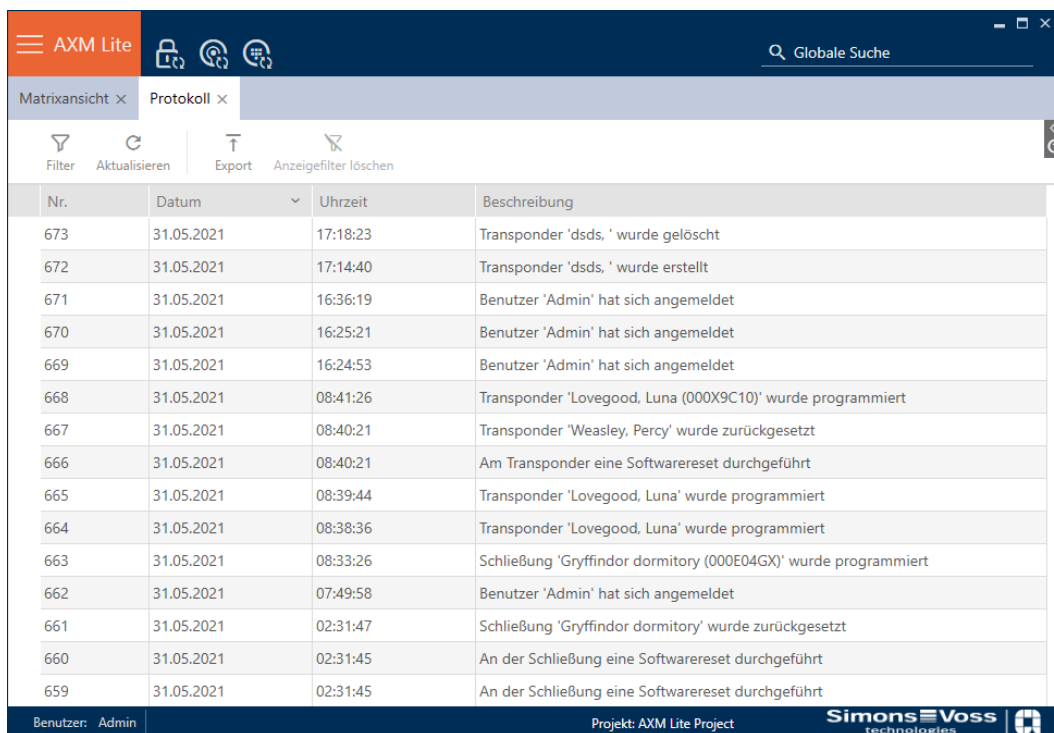 AXM Lite
Globale Suche
Matrixansicht Protokoll
Filter Aktualisieren Export Anzeigefilter löschen
Nr. Datum Uhrzeit Beschreibung
673 31.05.2021 17:18:23 Transponder 'dsds, ' wurde gelöscht
672 31.05.2021 17:14:40 Transponder 'dsds, ' wurde erstellt
671 31.05.2021 16:36:19 Benutzer 'Admin' hat sich angemeldet
670 31.05.2021 16:25:21 Benutzer 'Admin' hat sich angemeldet
669 31.05.2021 16:24:53 Benutzer 'Admin' hat sich angemeldet
668 31.05.2021 08:41:26 Transponder 'Lovegood, Luna (000X9C10)' wurde programmiert
667 31.05.2021 08:40:21 Transponder 'Weasley, Percy' wurde zurückgesetzt
666 31.05.2021 08:40:21 Am Transponder eine Softwarereset durchgeführt
665 31.05.2021 08:39:44 Transponder 'Lovegood, Luna' wurde programmiert
664 31.05.2021 08:38:36 Transponder 'Lovegood, Luna' wurde programmiert
663 31.05.2021 08:33:26 Schließung 'Gryffindor dormitory (000E04GX)' wurde programmiert
662 31.05.2021 07:49:58 Benutzer 'Admin' hat sich angemeldet
661 31.05.2021 02:31:47 Schließung 'Gryffindor dormitory' wurde zurückgesetzt
660 31.05.2021 02:31:45 An der Schließung eine Softwarereset durchgeführt
659 31.05.2021 02:31:45 An der Schließung eine Softwarereset durchgeführt
Benutzer: Admin Projekt: AXM Lite Project Simons Voss
technologies